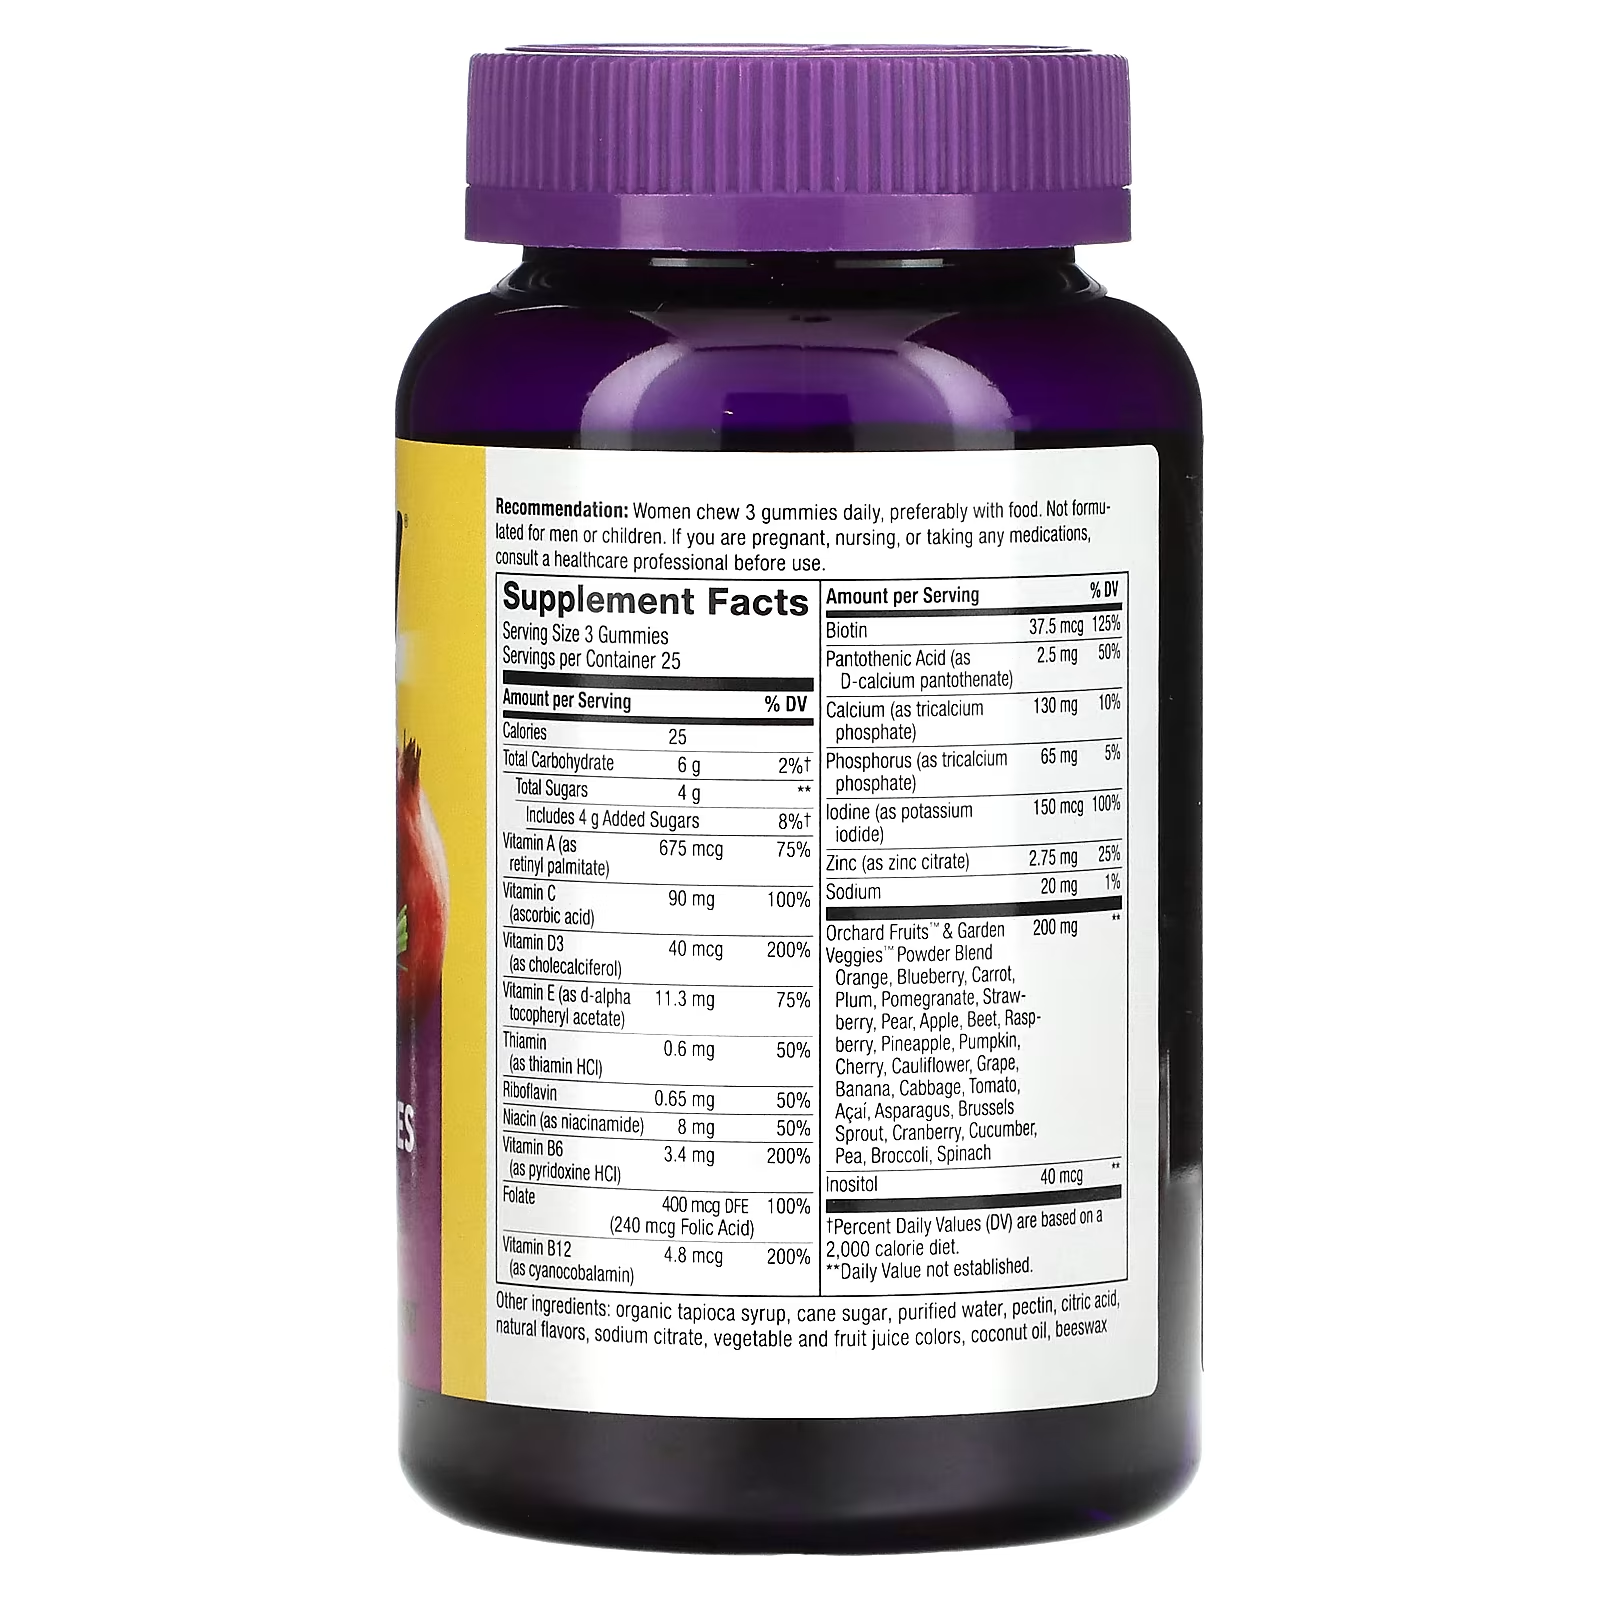 ®
ES
Recommendation: Women chew 3 gummies daily, preferably with food. Not formu-
lated for men or children. If you are pregnant, nursing, or taking any medications,
consult a healthcare professional before use.
Supplement Facts
Serving Size 3 Gummies
Servings per Container 25
Amount per Serving % DV
Calories 25
Total Carbohydrate 6 g 2%†
Total Sugars 4 g **
Includes 4 g Added Sugars 8%†
Vitamin A (as 675 mcg 75%
retinyl palmitate)
Vitamin C 90 mg 100%
(ascorbic acid)
Vitamin D3 40 mcg 200%
(as cholecalciferol)
Vitamin E (as d-alpha 11.3 mg 75%
tocopheryl acetate)
Thiamin 0.6 mg 50%
(as thiamin HCl)
Riboflavin 0.65 mg 50%
Niacin (as niacinamide) 8 mg 50%
Vitamin B6 3.4 mg 200%
(as pyridoxine HCl)
Folate 400 mcg DFE 100%
(240 mcg Folic Acid)
Vitamin B12 4.8 mcg 200%
(as cyanocobalamin)
Amount per Serving % DV
Biotin 37.5 mcg 125%
Pantothenic Acid (as 2.5 mg 50%
D-calcium pantothenate)
Calcium (as tricalcium 130 mg 10%
phosphate)
Phosphorus (as tricalcium 65 mg 5%
phosphate)
Iodine (as potassium 150 mcg 100%
iodide)
Zinc (as zinc citrate) 2.75 mg 25%
Sodium 20 mg 1%
Orchard Fruits™ & Garden 200 mg **
Veggies™ Powder Blend
Orange, Blueberry, Carrot,
Plum, Pomegranate, Straw-
berry, Pear, Apple, Beet, Rasp-
berry, Pineapple, Pumpkin,
Cherry, Cauliflower, Grape,
Banana, Cabbage, Tomato,
Açaí, Asparagus, Brussels
Sprout, Cranberry, Cucumber,
Pea, Broccoli, Spinach
Inositol 40 mcg **
†Percent Daily Values (DV) are based on a
2,000 calorie diet.
**Daily Value not established.
Other ingredients: organic tapioca syrup, cane sugar, purified water, pectin, citric acid,
natural flavors, sodium citrate, vegetable and fruit juice colors, coconut oil, beeswax